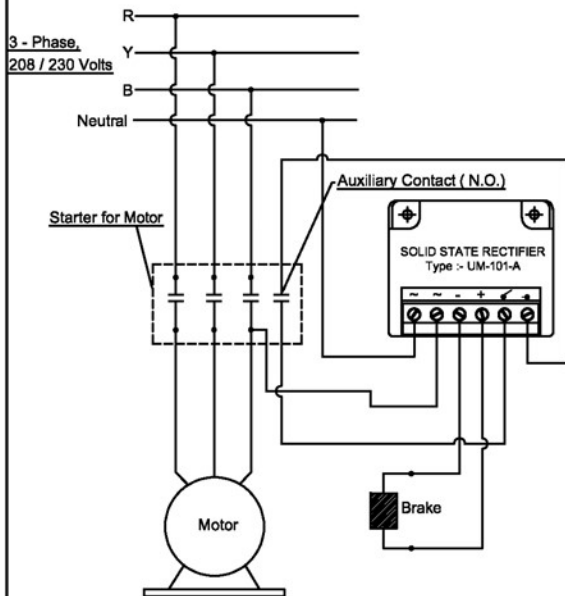 R
3 - Phase,
Y
208 / 230 Volts
B
Neutral
Auxiliary Contact ( N.O.)
Starter for Motor
SOLID STATE RECTIFIER
Type :- UM-101-A
~ ~ - +
Brake
Motor